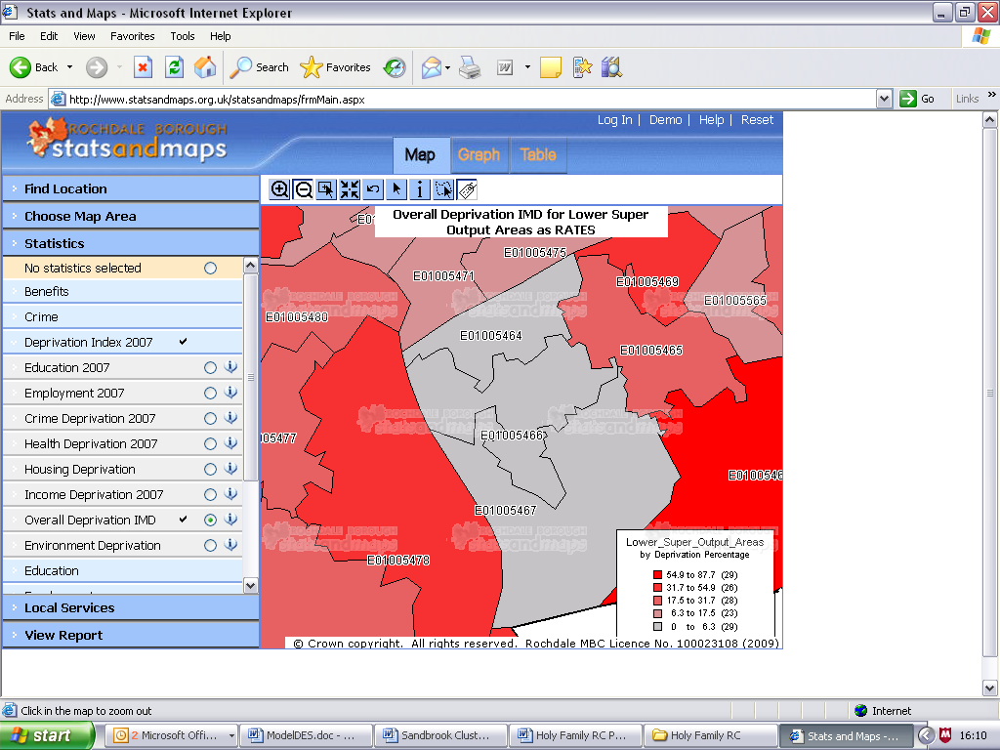 Stats and Maps - Microsoft Internet Explorer
File Edit View Favorites Tools Help
Back Search Favorites
Address http://www.statsandmaps.org.uk/statsandmaps/frmMain.aspx Go Links »
ROCHDALE BOROUGH
statsandmaps
Log In | Demo | Help | Reset
Map Graph Table
Find Location
Choose Map Area
Statistics
No statistics selected
Benefits
Crime
Deprivation Index 2007
Education 2007
Employment 2007
Crime Deprivation 2007
Health Deprivation 2007
Housing Deprivation
Income Deprivation 2007
Overall Deprivation IMD
Environment Deprivation
Education
Local Services
View Report
Overall Deprivation IMD for Lower Super
Output Areas as RATES
E01005475
E01005471
E01005469
E01005565
E01005480
E01005464
E01005465
E01005466
005477
E0100546
E01005467
E01005478
ROCHDALE BOROUGH
statsandmaps
Lower_Super_Output_Areas
by Deprivation Percentage
54.9 to 87.7 (29)
31.7 to 54.9 (26)
17.5 to 31.7 (28)
6.3 to 17.5 (23)
0 to 6.3 (29)
© Crown copyright. All rights reserved. Rochdale MBC Licence No. 100023108 (2009)
Click in the map to zoom out Internet
start 2 Microsoft Offi... ModelDES.doc - ... Sandbrook Clust... Holy Family RC P... Holy Family RC Stats and Maps -... 16:10